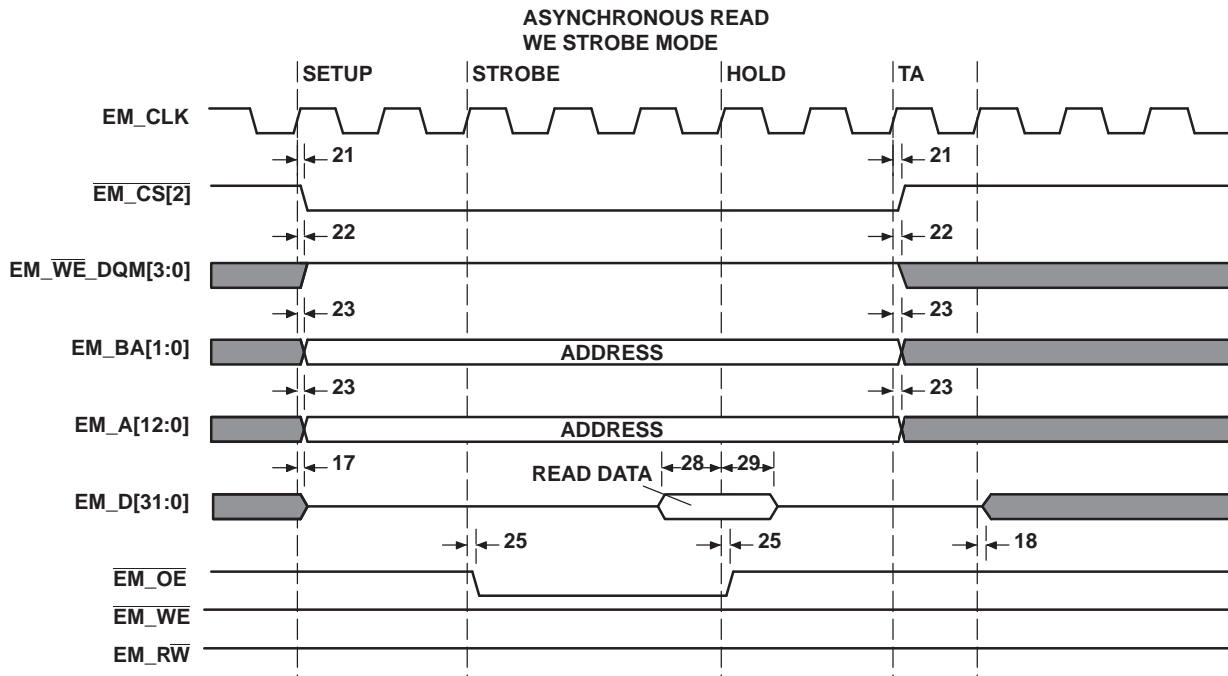 ASYNCHRONOUS READ
WE STROBE MODE
SETUP STROBE HOLD TA
EM_CLK
21 21
EM_CS[2]
22 22
EM_WE_DQM[3:0]
23 23
EM_BA[1:0] ADDRESS
23 23
EM_A[12:0] ADDRESS
17 28 29
READ DATA
EM_D[31:0]
25 25 18
EM_OE
EM_WE
EM_RW